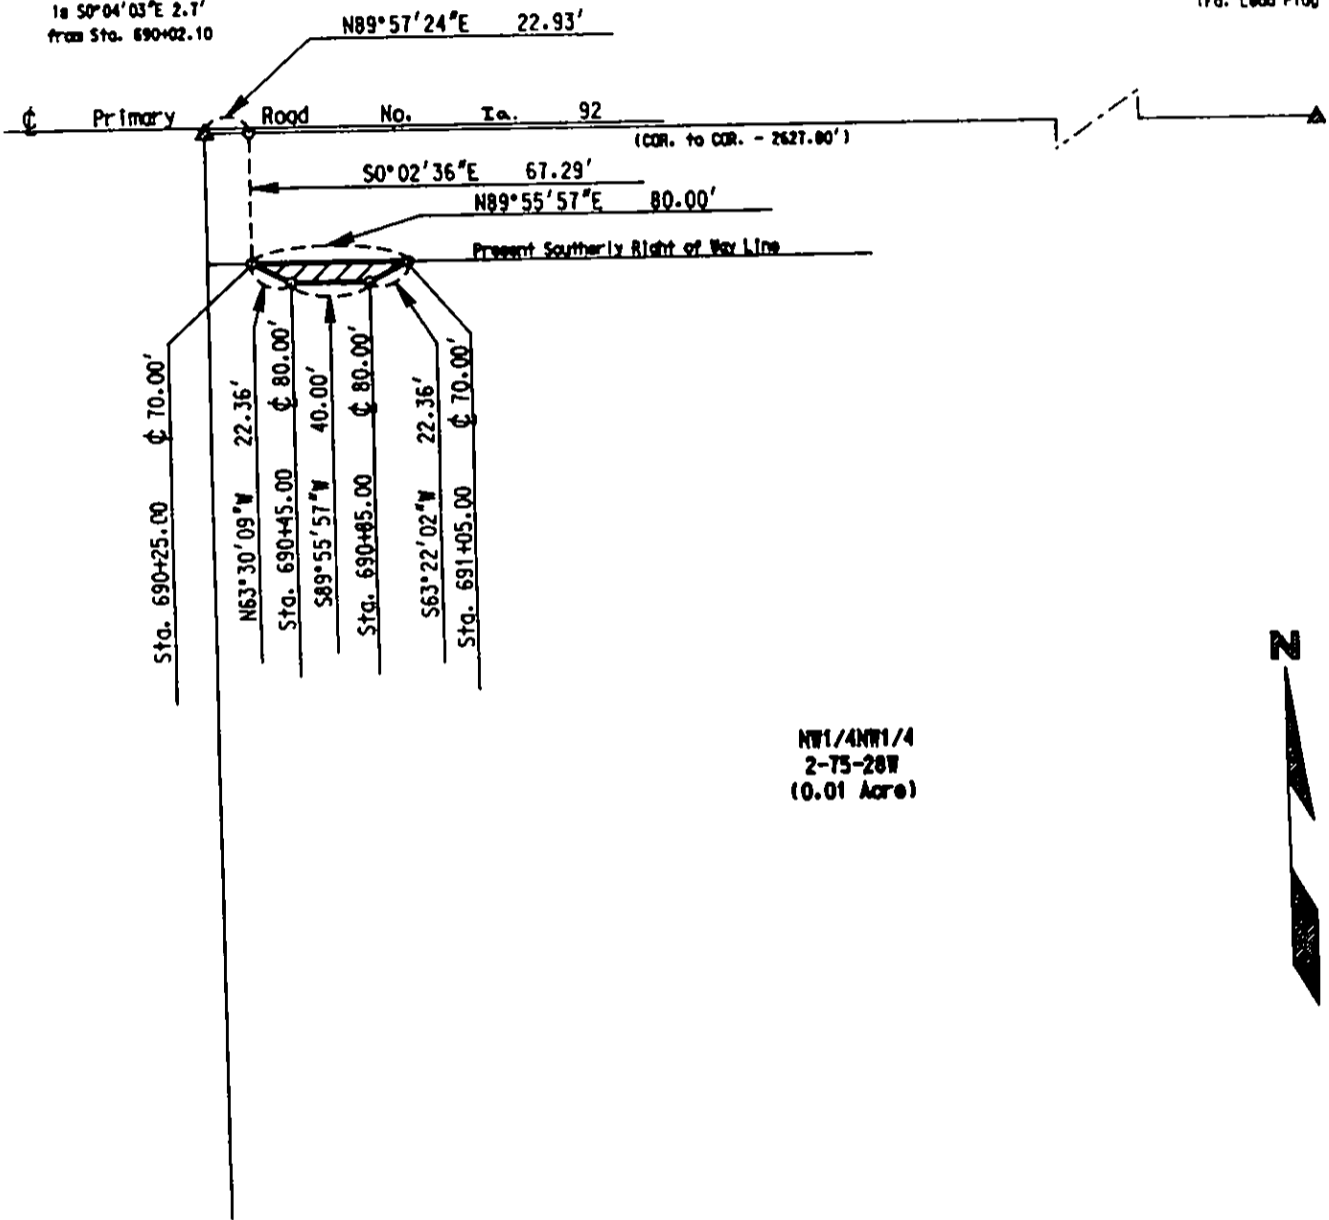 is S0°04'03"E 2.7'
from Sta. 690+02.10
N89°57'24"E 22.93'
Lead Plug
℄ Primary Road No. Ia. 92
(COR. to COR. - 2627.80')
S0°02'36"E 67.29'
N89°55'57"E 80.00'
Present Southerly Right of Way Line
Sta. 690+25.00 ℄ 70.00'
N63°30'09"W 22.36'
Sta. 690+45.00 ℄ 80.00'
S89°55'57"W 40.00'
Sta. 690+85.00 ℄ 80.00'
S63°22'02"W 22.36'
Sta. 691+05.00 ℄ 70.00'
N
NW1/4NW1/4
2-75-28W
(0.01 Acre)